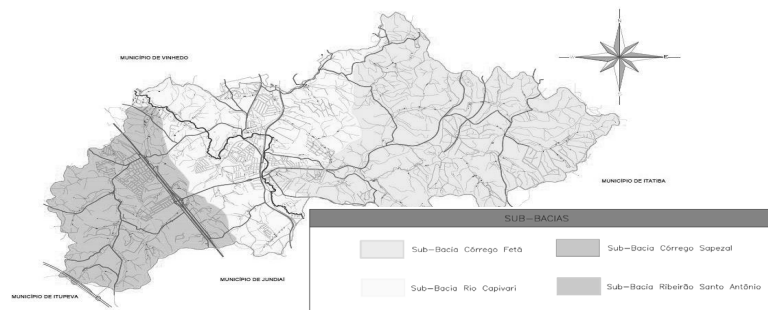 MUNICÍPIO DE VINHEDO
MUNICÍPIO DE ITATIBA
MUNICÍPIO DE JUNDIAÍ
MUNICÍPIO DE ITUPEVA
SUB-BACIAS
Sub-Bacia Córrego Fetá
Sub-Bacia Córrego Sapezal
Sub-Bacia Rio Capivari
Sub-Bacia Ribeirão Santo Antônio